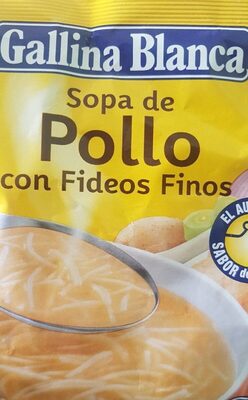 Gallina Blanca
Sopa de
Pollo
con Fideos Finos
EL AU
SABOR de